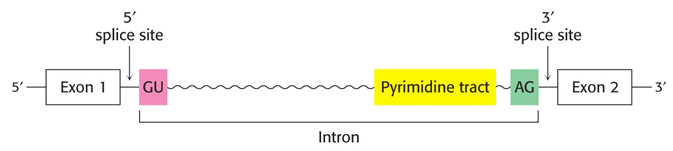 5′
splice site
3′
splice site
5′ Exon 1 GU Pyrimidine tract AG Exon 2 3′
Intron